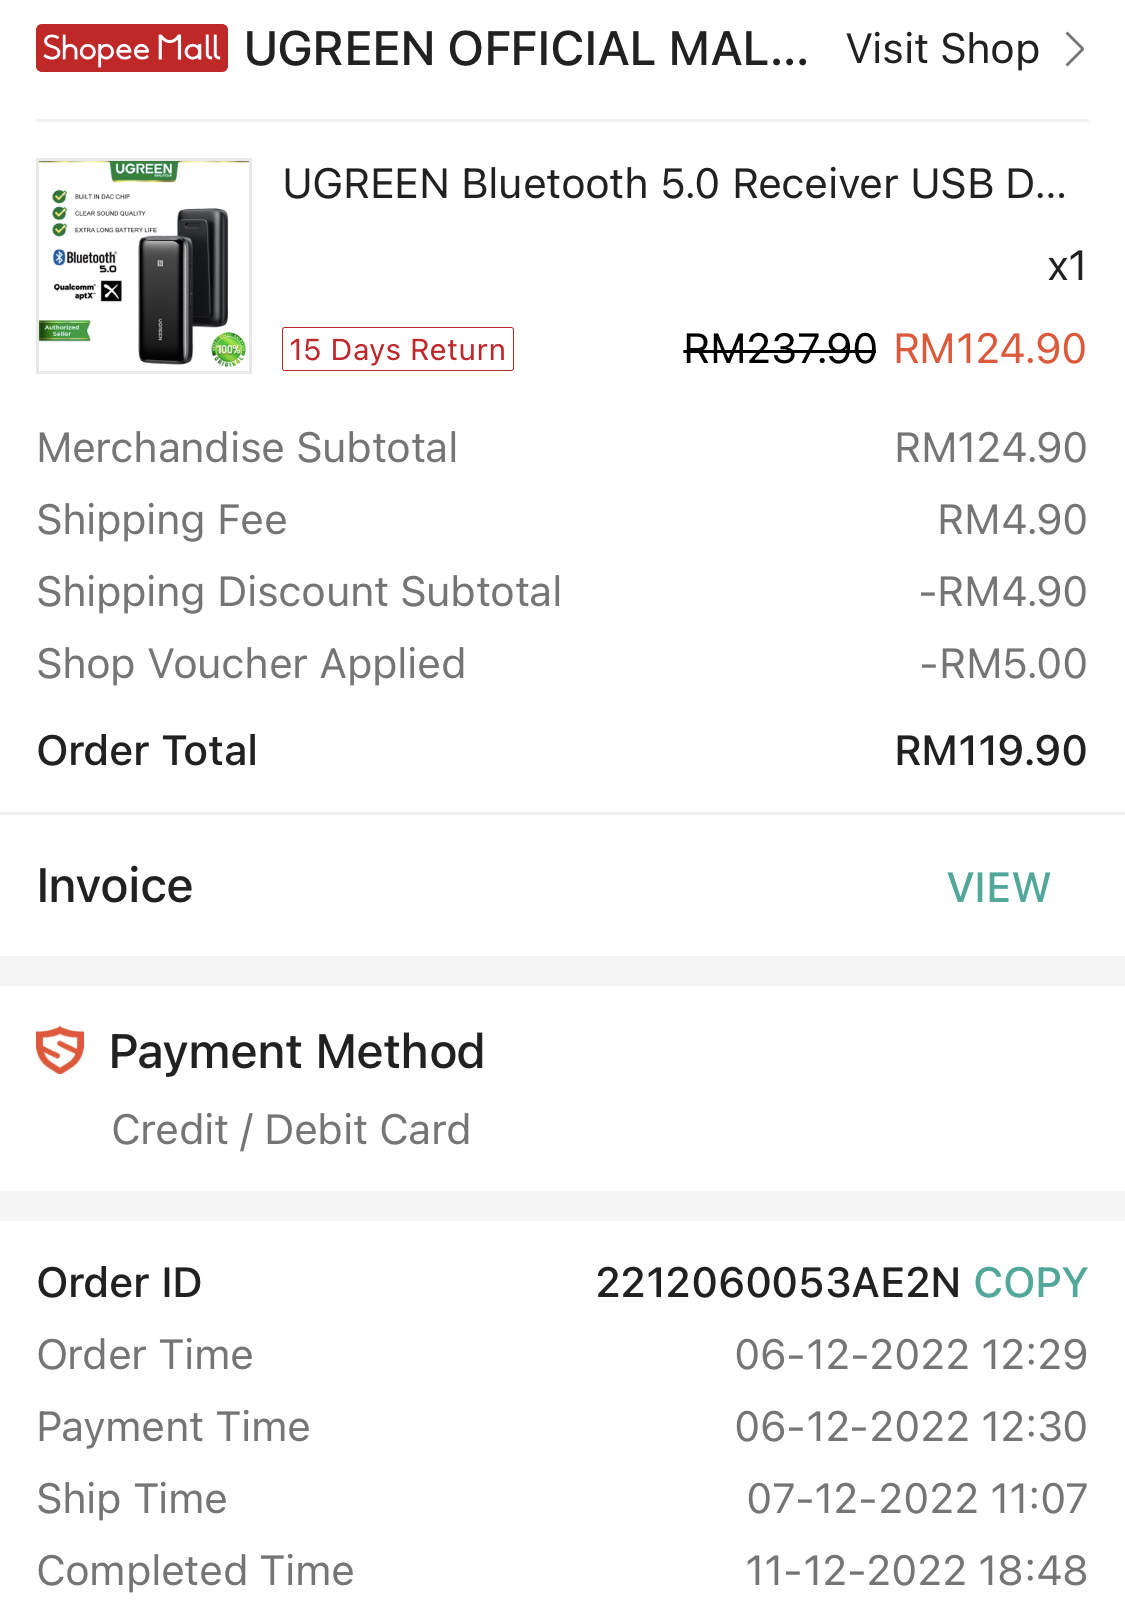 Shopee Mall UGREEN OFFICIAL MAL... Visit Shop
UGREEN
BUILT IN DAC CHIP
CLEAR SOUND QUALITY
EXTRA LONG BATTERY LIFE
Bluetooth
5.0
Qualcomm
aptX
UGREEN
Authorized
Seller
100%
ORIGINAL
UGREEN Bluetooth 5.0 Receiver USB D...
x1
15 Days Return RM237.90 RM124.90
Merchandise Subtotal RM124.90
Shipping Fee RM4.90
Shipping Discount Subtotal -RM4.90
Shop Voucher Applied -RM5.00
Order Total RM119.90
Invoice VIEW
Payment Method
Credit / Debit Card
Order ID 2212060053AE2N COPY
Order Time 06-12-2022 12:29
Payment Time 06-12-2022 12:30
Ship Time 07-12-2022 11:07
Completed Time 11-12-2022 18:48